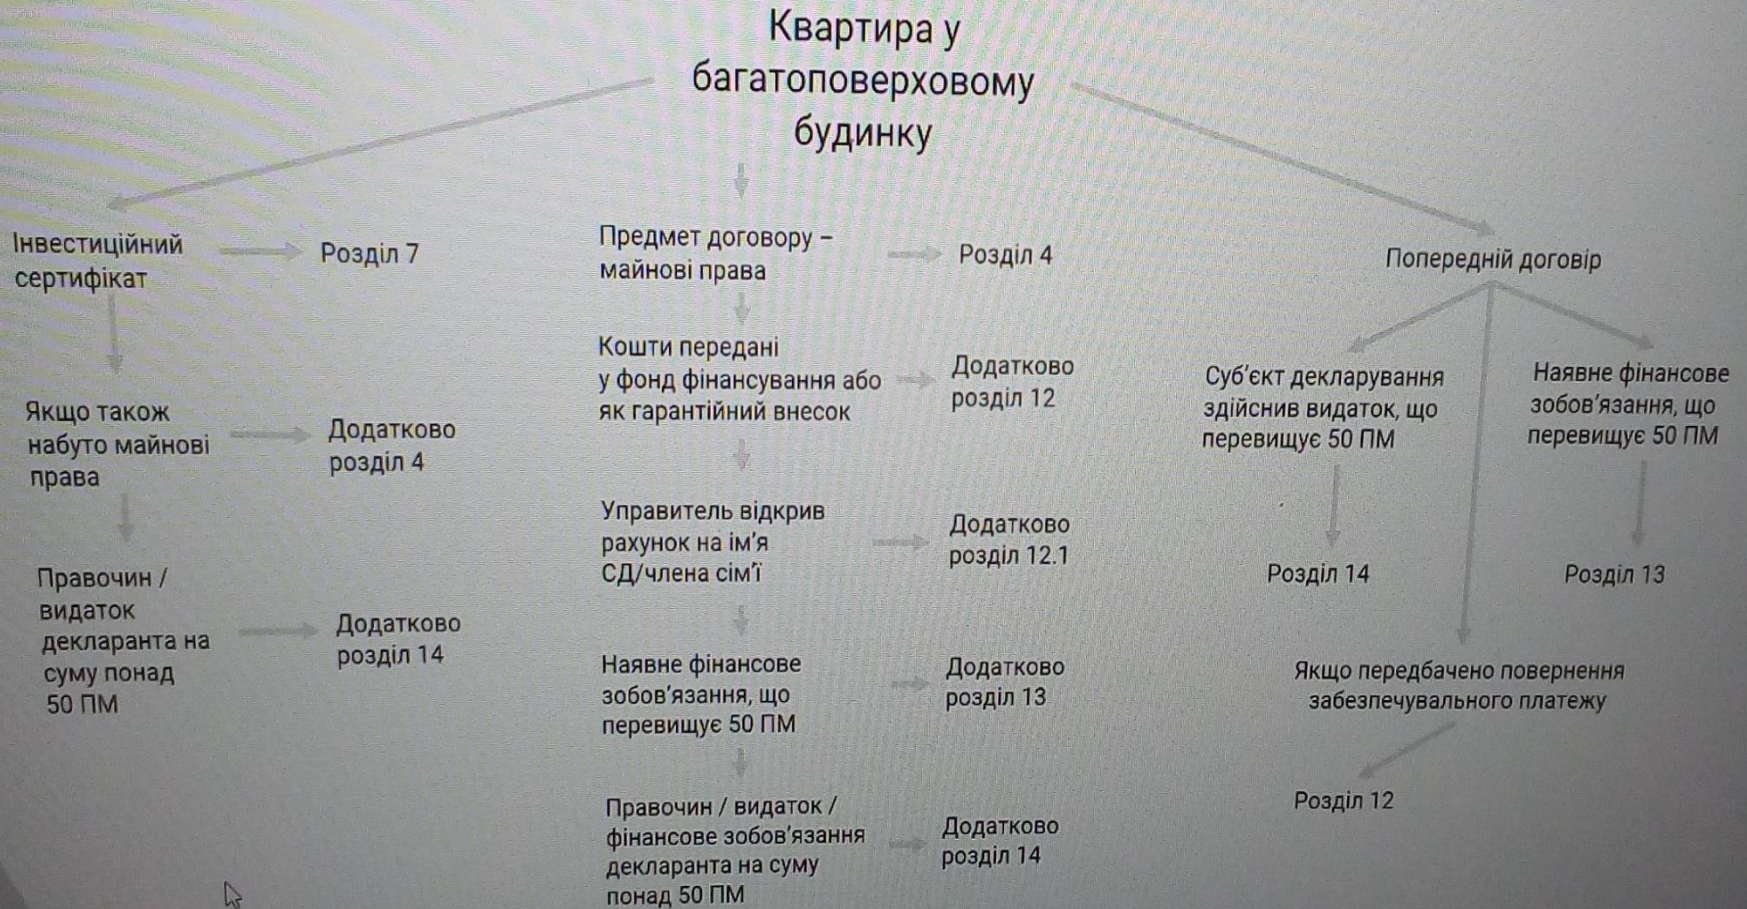 Квартира у
багатоповерховому
будинку
Інвестиційний
сертифікат
Розділ 7
Якщо також
набуто майнові
права
Додатково
розділ 4
Правочин /
видаток
декларанта на
суму понад
50 ПМ
Додатково
розділ 14
Предмет договору –
майнові права
Розділ 4
Кошти передані
у фонд фінансування або
як гарантійний внесок
Додатково
розділ 12
Управитель відкрив
рахунок на ім’я
СД/члена сім’ї
Додатково
розділ 12.1
Наявне фінансове
зобов’язання, що
перевищує 50 ПМ
Додатково
розділ 13
Правочин / видаток /
фінансове зобов’язання
декларанта на суму
понад 50 ПМ
Додатково
розділ 14
Попередній договір
Суб’єкт декларування
здійснив видаток, що
перевищує 50 ПМ
Розділ 14
Наявне фінансове
зобов’язання, що
перевищує 50 ПМ
Розділ 13
Якщо передбачено повернення
забезпечувального платежу
Розділ 12